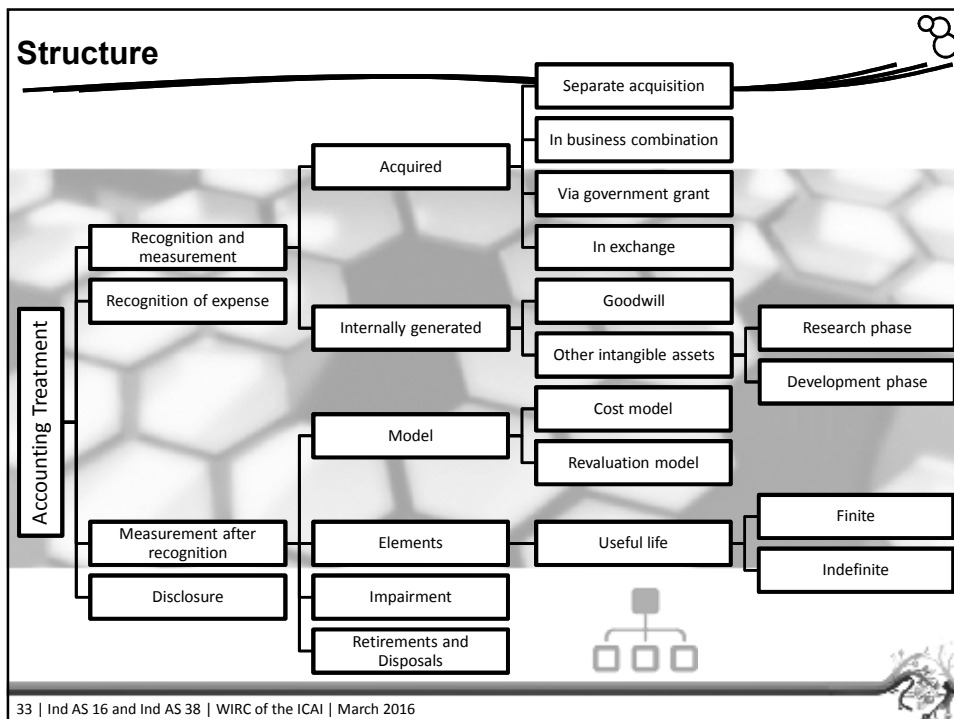 Structure
Separate acquisition
In business combination
Acquired
Via government grant
Recognition and
measurement
In exchange
Recognition of expense
Goodwill
Internally generated
Research phase
Other intangible assets
Development phase
Accounting Treatment
Cost model
Model
Revaluation model
Finite
Measurement after
recognition
Elements
Useful life
Indefinite
Disclosure
Impairment
Retirements and
Disposals
33 | Ind AS 16 and Ind AS 38 | WIRC of the ICAI | March 2016